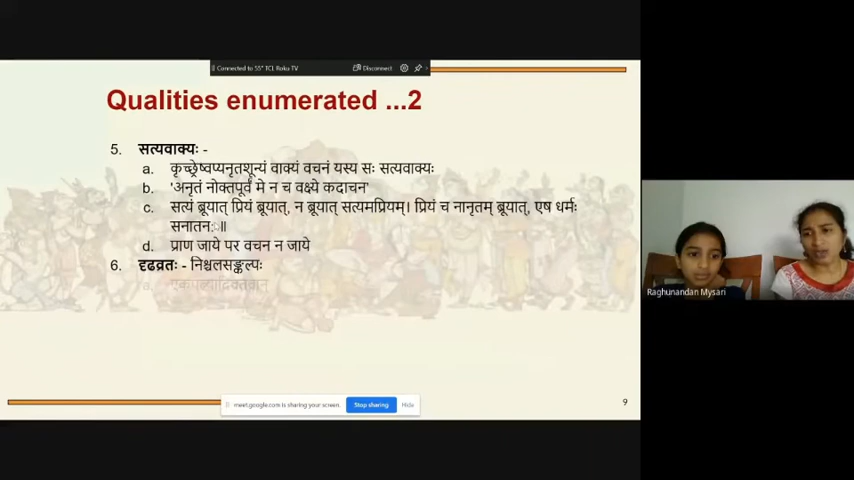 Connected to 55" TCL Roku TV Disconnect
Qualities enumerated ...2
5. सत्यवाक्यः -
a. कृच्छ्रेष्वप्यनृतशून्यं वाक्यं वचनं यस्य सः सत्यवाक्यः
b. 'अनृतं नोक्तपूर्वं मे न च वक्ष्ये कदाचन'
c. सत्यं ब्रूयात् प्रियं ब्रूयात्, न ब्रूयात् सत्यमप्रियम्। प्रियं च नानृतम् ब्रूयात्, एष धर्मः
सनातन:ः॥
d. प्राण जाये पर वचन न जाये
6. दृढव्रतः - निश्चलसङ्कल्पः
a. एकपत्न्यादिव्रतवान्
Raghunandan Mysari
meet.google.com is sharing your screen. Stop sharing Hide
9